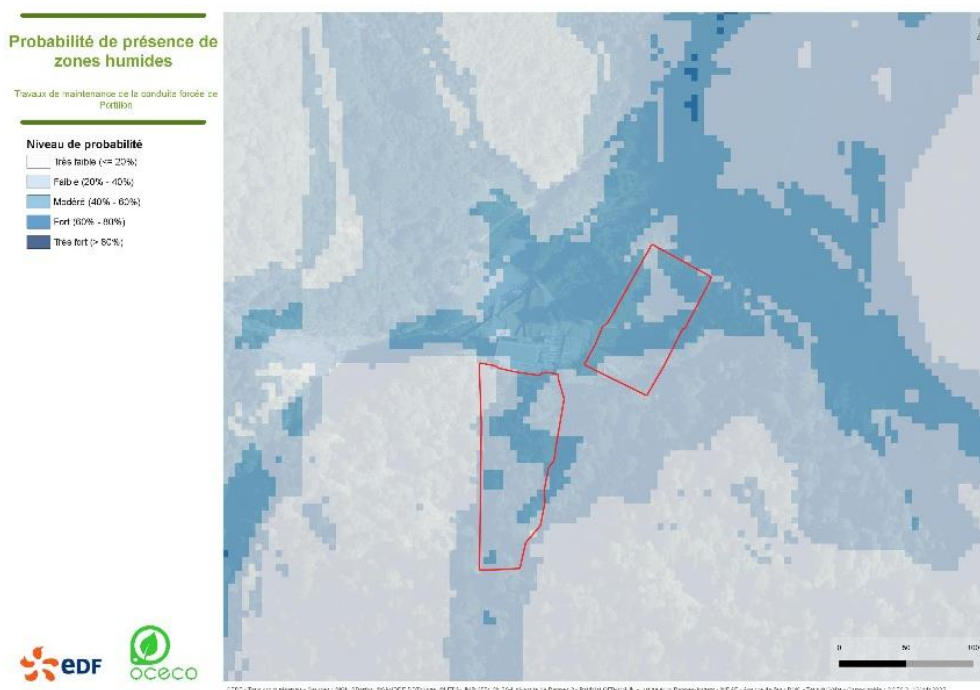 Probabilité de présence de
zones humides
Travaux de maintenance de la conduite forcée de
Portillon
Niveau de probabilité
Très faible (<= 20%)
Faible (20% - 40%)
Modéré (40% - 60%)
Fort (60% - 80%)
Très fort (> 80%)
0 50 100
eDF
oceco